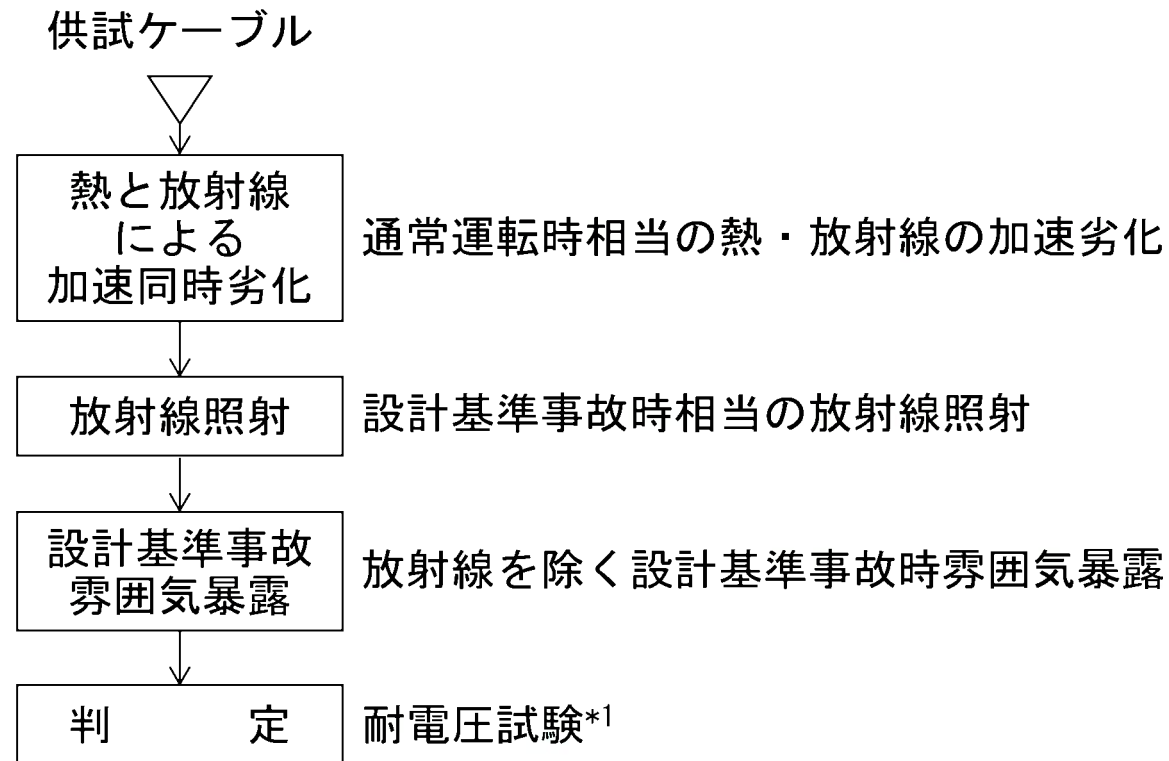 供試ケーブル
熱と放射線
による
加速同時劣化
通常運転時相当の熱・放射線の加速劣化
放射線照射
設計基準事故時相当の放射線照射
設計基準事故
雰囲気暴露
放射線を除く設計基準事故時雰囲気暴露
判　　　定
耐電圧試験*1